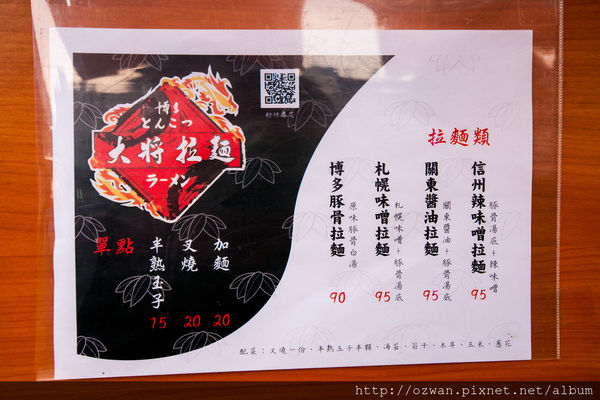 博多
とんこつ
大将拉麺
ラーメン
拉麵類
信州辣味噌拉麵
豚骨湯底+辣味噌
95
關東醬油拉麵
關東醬油+豚骨湯底
95
札幌味噌拉麵
札幌味噌+豚骨湯底
95
博多豚骨拉麵
原味豚骨白湯
90
單點
加麵
20
叉燒
20
半熟玉子
15
配菜:叉燒一份、半熟玉子半顆、海苔、筍干、木耳、玉米、蔥花
http://ozwan.pixnet.net/album